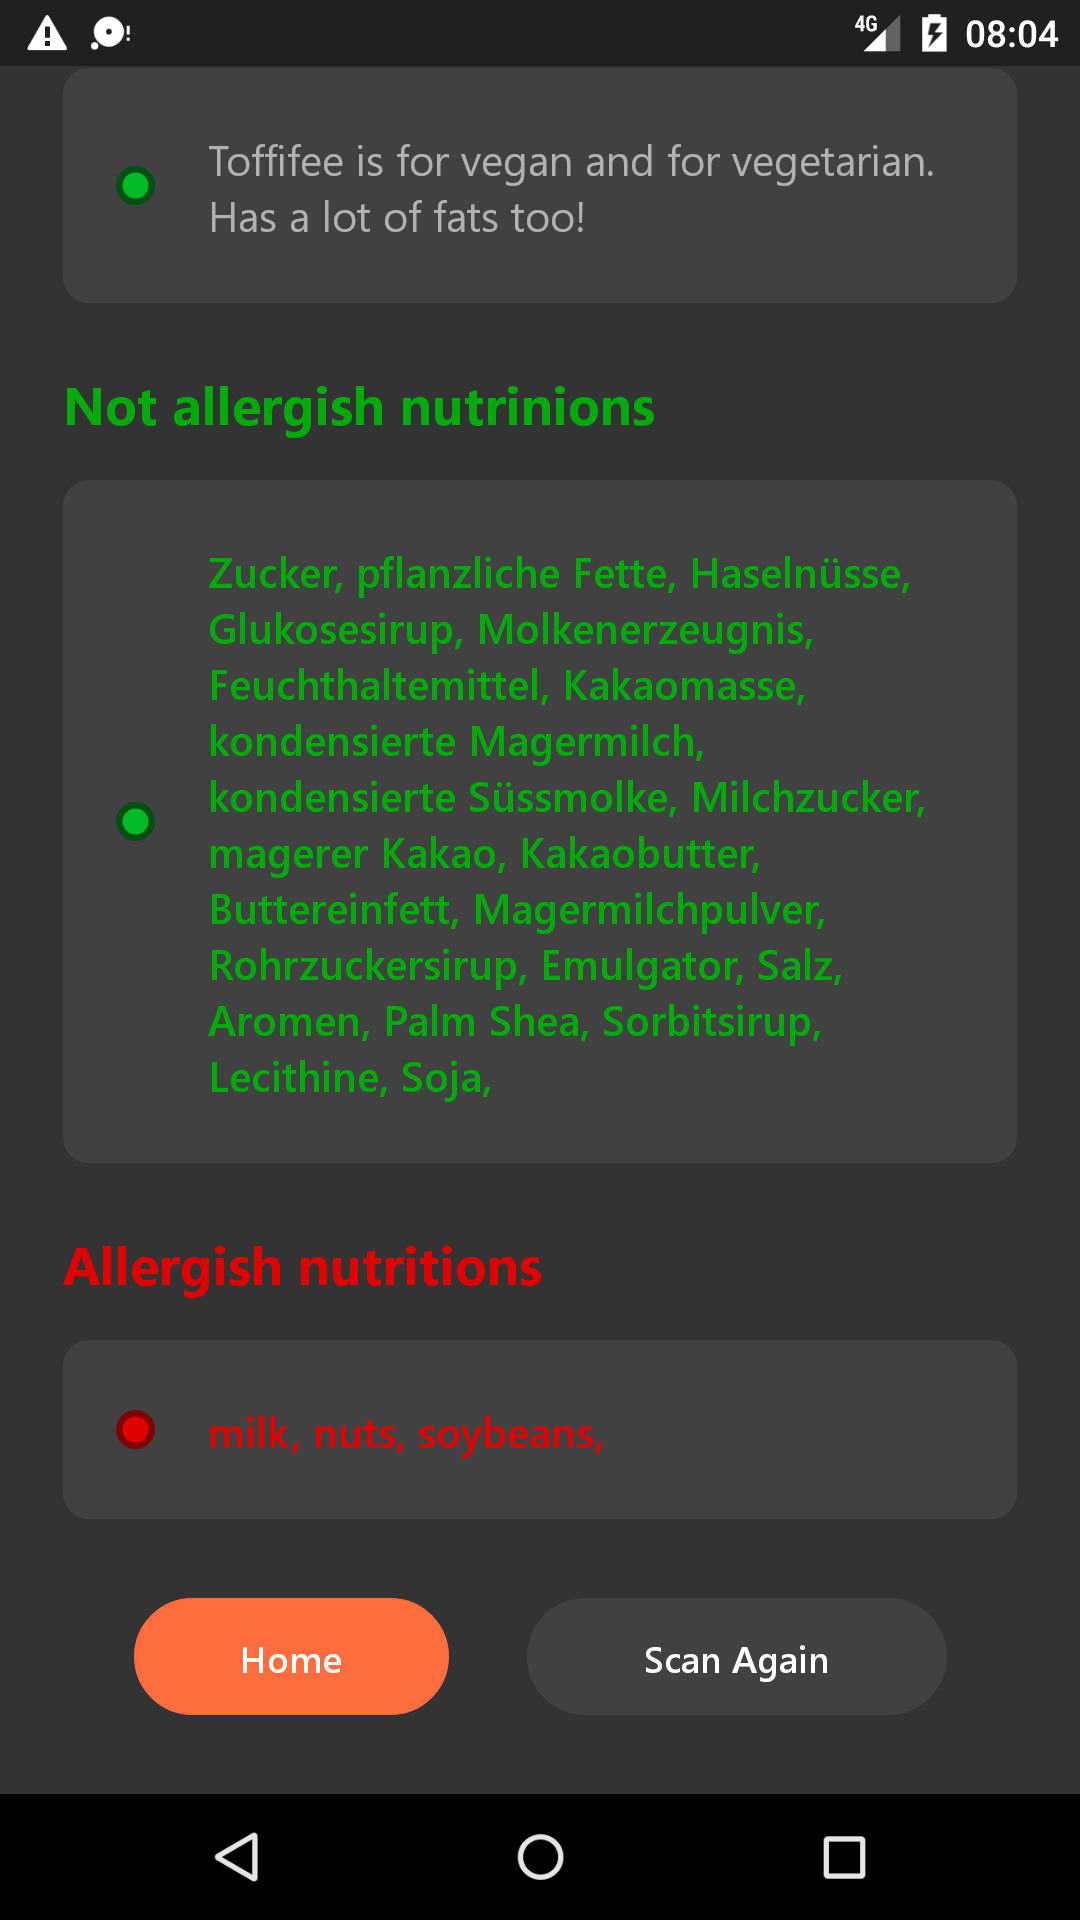 4G 08:04
Toffifee is for vegan and for vegetarian.
Has a lot of fats too!
Not allergish nutrinions
Zucker, pflanzliche Fette, Haselnüsse,
Glukosesirup, Molkenerzeugnis,
Feuchthaltemittel, Kakaomasse,
kondensierte Magermilch,
kondensierte Süssmolke, Milchzucker,
magerer Kakao, Kakaobutter,
Buttereinfett, Magermilchpulver,
Rohrzuckersirup, Emulgator, Salz,
Aromen, Palm Shea, Sorbitsirup,
Lecithine, Soja,
Allergish nutritions
milk, nuts, soybeans,
Home
Scan Again